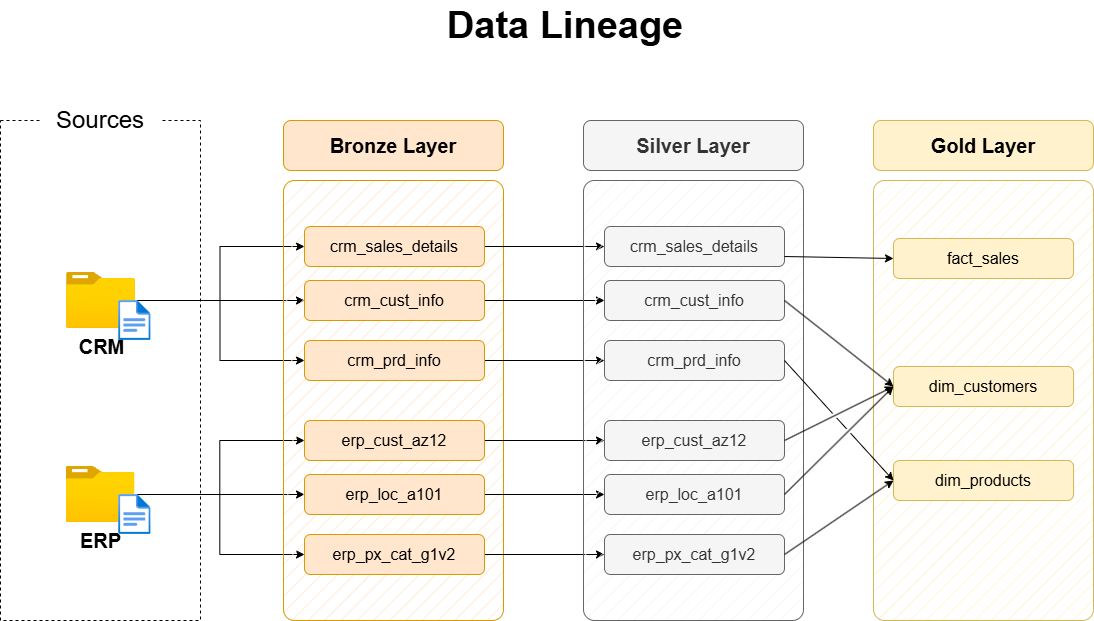 Data Lineage
Sources
Bronze Layer
Silver Layer
Gold Layer
crm_sales_details
crm_sales_details
fact_sales
crm_cust_info
crm_cust_info
CRM
crm_prd_info
crm_prd_info
dim_customers
erp_cust_az12
erp_cust_az12
dim_products
erp_loc_a101
erp_loc_a101
ERP
erp_px_cat_g1v2
erp_px_cat_g1v2